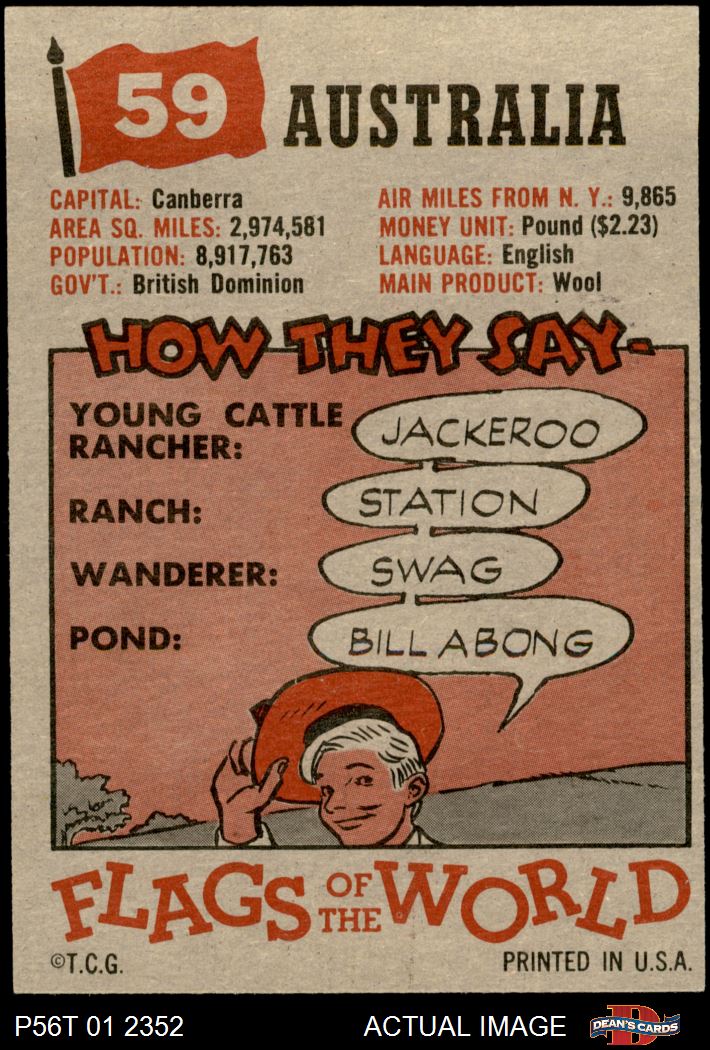 59 AUSTRALIA
CAPITAL: Canberra
AREA SQ. MILES: 2,974,581
POPULATION: 8,917,763
GOV'T.: British Dominion
AIR MILES FROM N. Y.: 9,865
MONEY UNIT: Pound ($2.23)
LANGUAGE: English
MAIN PRODUCT: Wool
HOW THEY SAY-
YOUNG CATTLE
RANCHER:
JACKEROO
RANCH:
STATION
WANDERER:
SWAG
POND:
BILLABONG
FLAGS OF THE WORLD
©T.C.G.
PRINTED IN U.S.A.
P56T 01 2352
ACTUAL IMAGE
D
DEAN'S CARDS